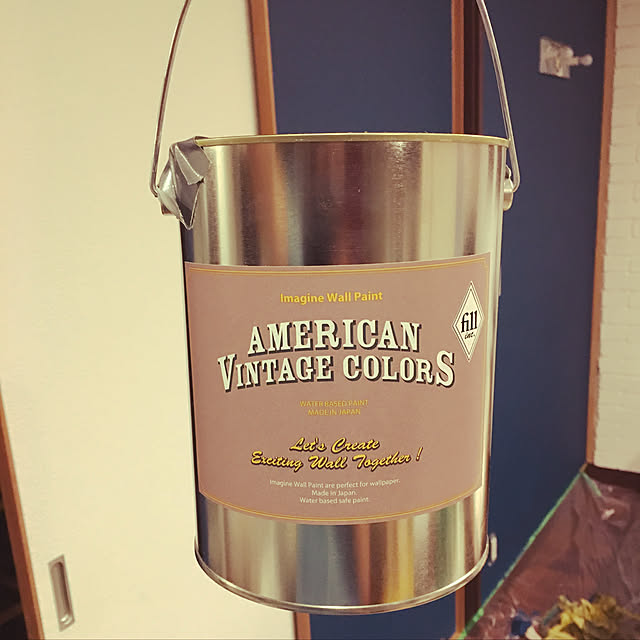 Imagine Wall Paint
AMERICAN
VINTAGE COLORS
fill
inc.
WATER BASED PAINT
MADE IN JAPAN
Let's Create
Exciting Wall Together !
Imagine Wall Paint are perfect for wallpaper.
Made in Japan.
Water based safe paint.